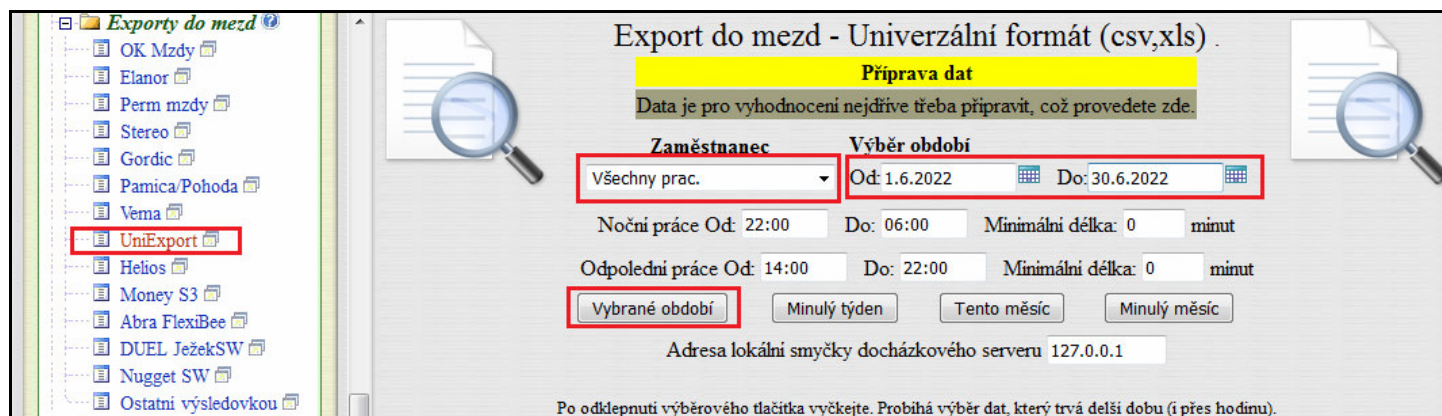 Exporty do mezd
OK Mzdy
Elanor
Perm mzdy
Stereo
Gordic
Pamica/Pohoda
Vema
UniExport
Helios
Money S3
Abra FlexiBee
DUEL JežekSW
Nugget SW
Ostatní výsledovkou
Export do mezd - Univerzální formát (csv,xls) .
Příprava dat
Data je pro vyhodnocení nejdříve třeba připravit, což provedete zde.
Zaměstnanec Výběr období
Všechny prac. Od: 1.6.2022 Do: 30.6.2022
Noční práce Od: 22:00 Do: 06:00 Minimální délka: 0 minut
Odpolední práce Od: 14:00 Do: 22:00 Minimální délka: 0 minut
Vybrané období Minulý týden Tento měsíc Minulý měsíc
Adresa lokální smyčky docházkového serveru 127.0.0.1
Po odklepnutí výběrového tlačítka vyčkejte. Probíhá výběr dat, který trvá delší dobu (i přes hodinu).